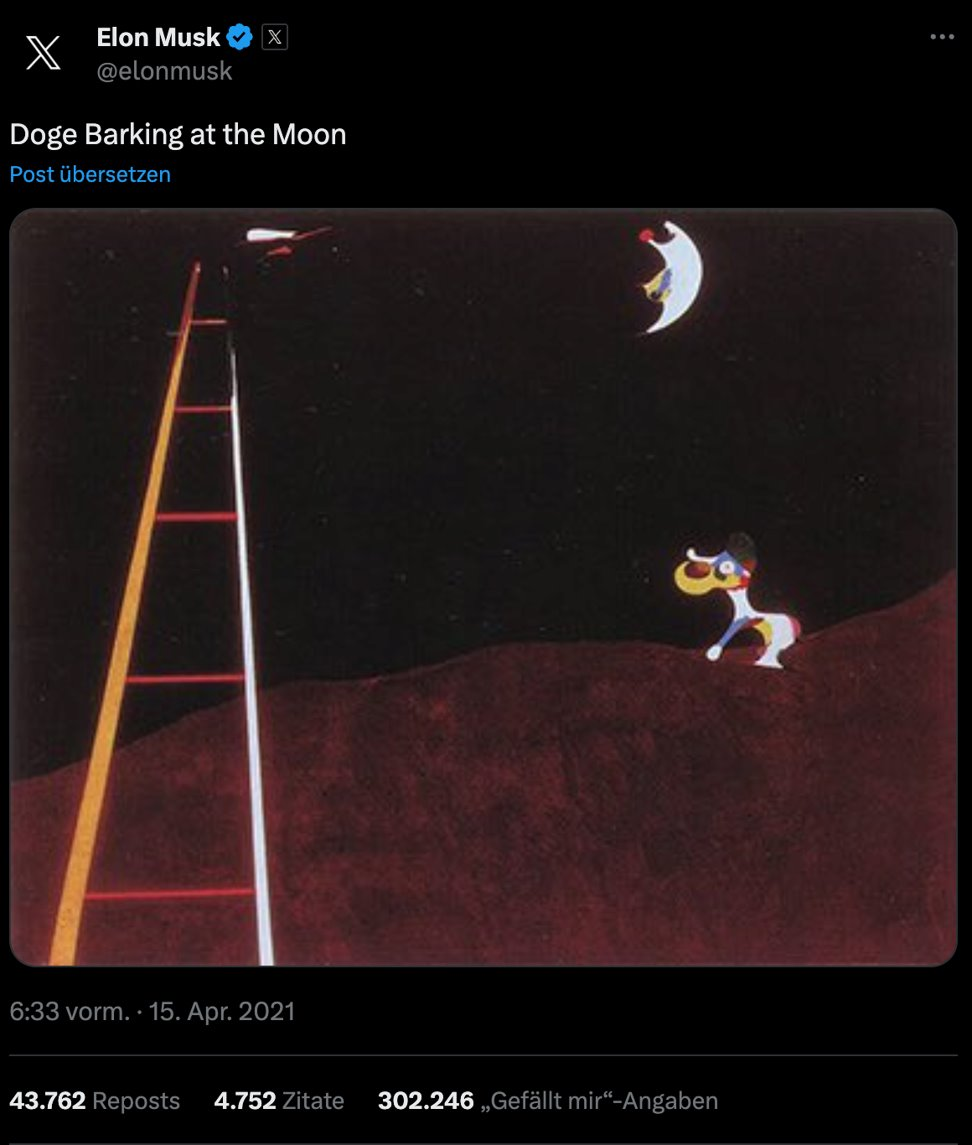 Elon Musk
@elonmusk
Doge Barking at the Moon
Post übersetzen
6:33 vorm. · 15. Apr. 2021
43.762 Reposts 4.752 Zitate 302.246 „Gefällt mir“-Angaben